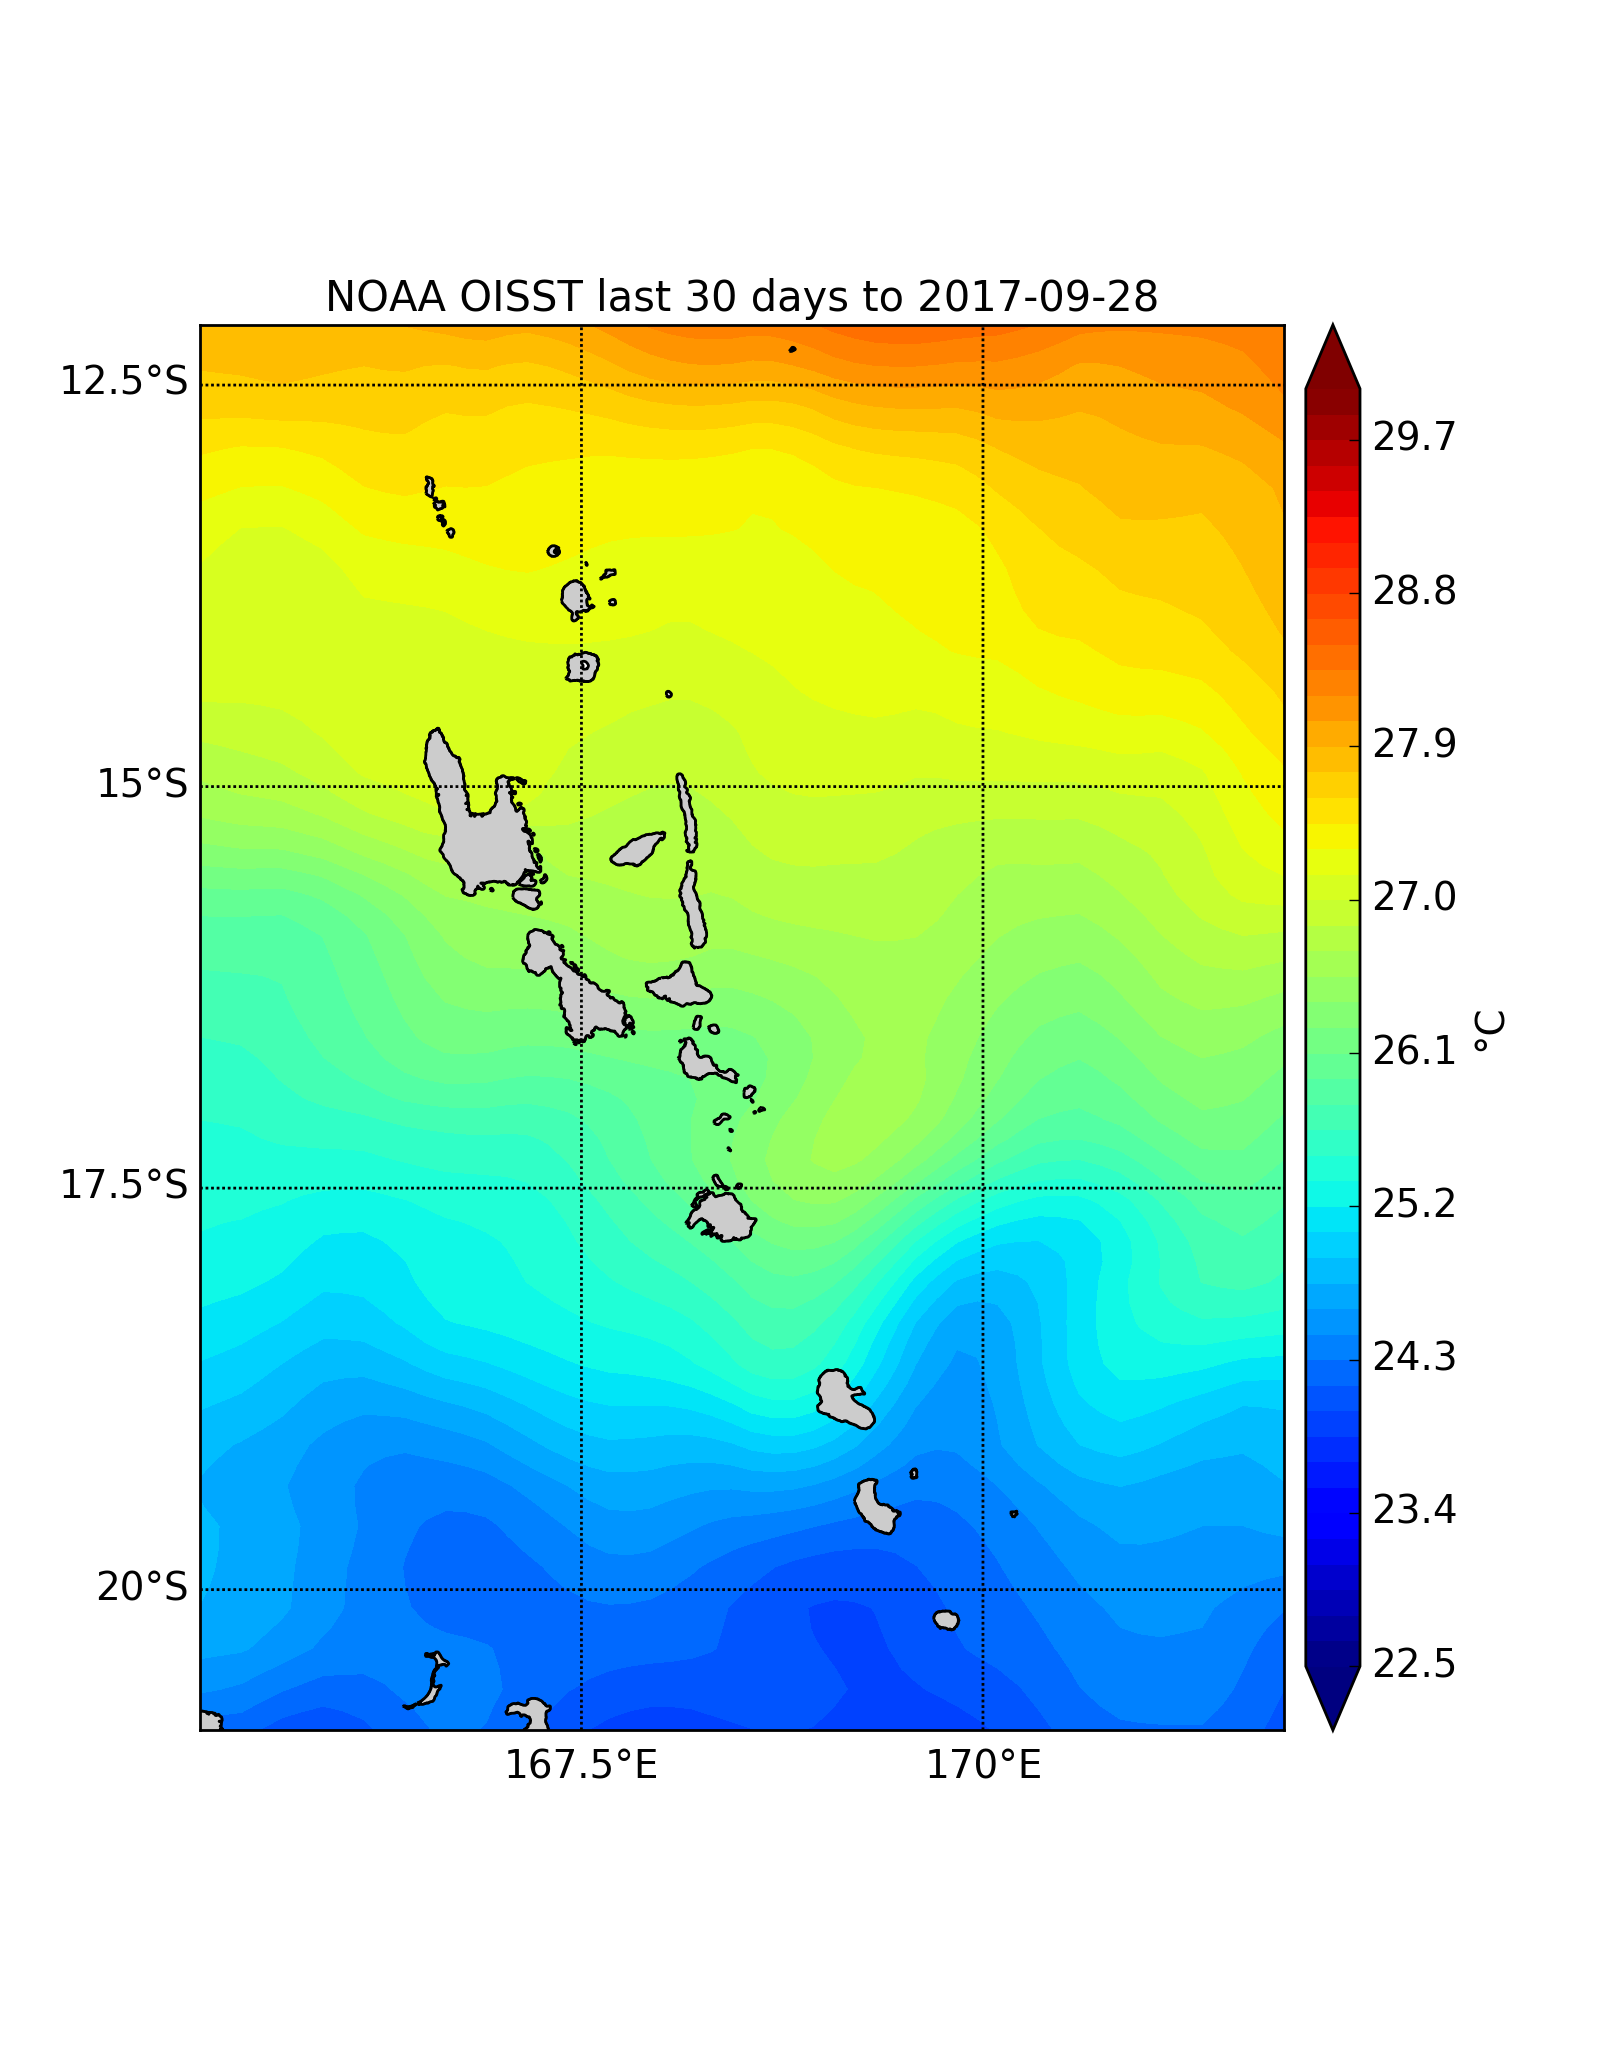 NOAA OISST last 30 days to 2017-09-28
12.5°S
15°S
17.5°S
20°S
167.5°E
170°E
29.7
28.8
27.9
27.0
26.1
25.2
24.3
23.4
22.5
°C